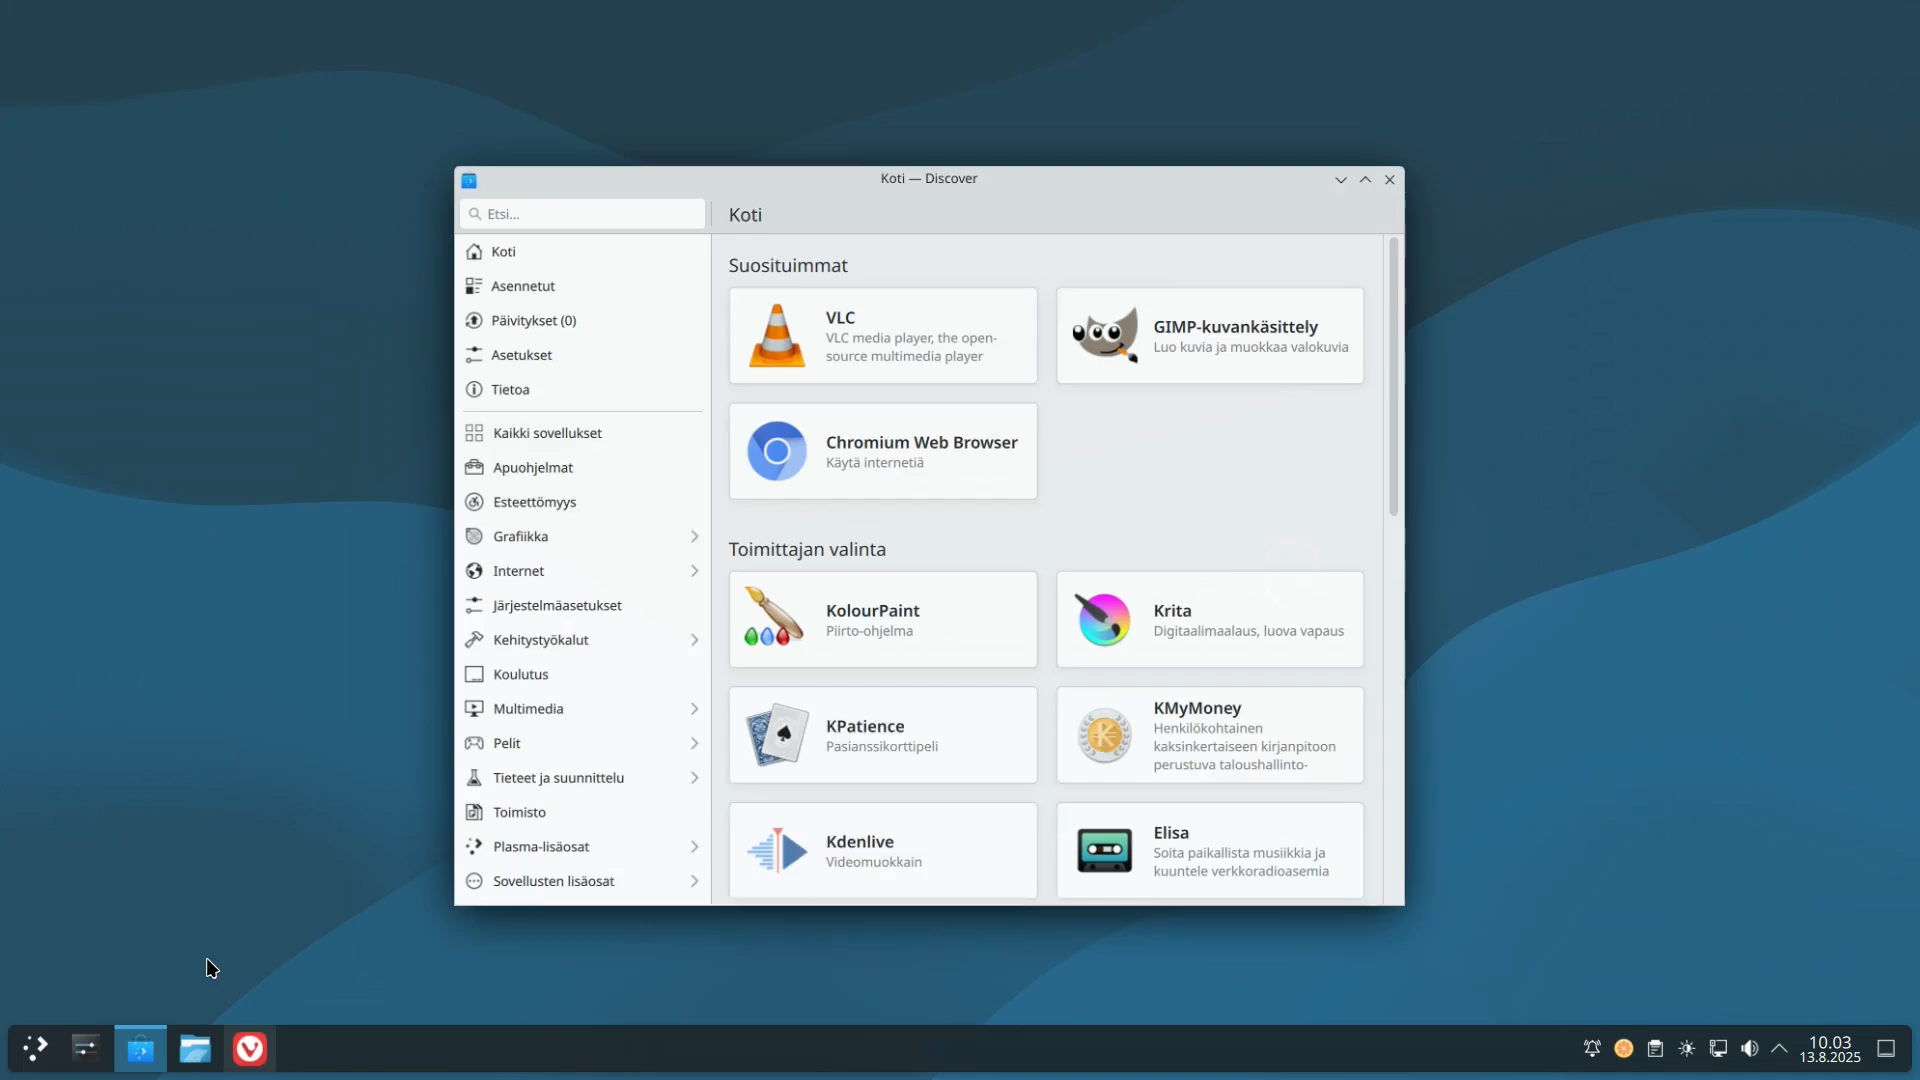 Koti — Discover
Etsi...
Koti
Koti
Asennetut
Päivitykset (0)
Asetukset
Tietoa
Kaikki sovellukset
Apuohjelmat
Esteettömyys
Grafiikka
Internet
Järjestelmäasetukset
Kehitystyökalut
Koulutus
Multimedia
Pelit
Tieteet ja suunnittelu
Toimisto
Plasma-lisäosat
Sovellusten lisäosat
Suosituimmat
VLC
VLC media player, the open-
source multimedia player
GIMP-kuvankäsittely
Luo kuvia ja muokkaa valokuvia
Chromium Web Browser
Käytä internetiä
Toimittajan valinta
KolourPaint
Piirto-ohjelma
Krita
Digitaalimaalaus, luova vapaus
KPatience
Pasianssikorttipeli
KMyMoney
Henkilökohtainen
kaksinkertaiseen kirjanpitoon
perustuva taloushallinto-
Kdenlive
Videomuokkain
Elisa
Soita paikallista musiikkia ja
kuuntele verkkoradioasemia
10.03
13.8.2025